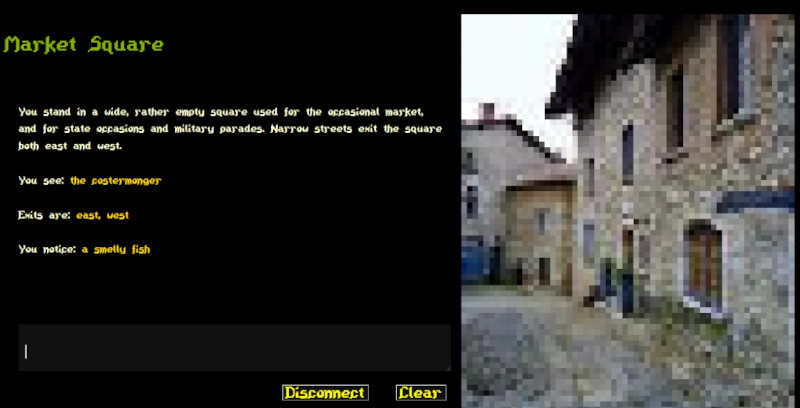 Market Square
You stand in a wide, rather empty square used for the occasional market,
and for state occasions and military parades. Narrow streets exit the square
both east and west.
You see: the costermonger
Exits are: east, west
You notice: a smelly fish
Disconnect Clear